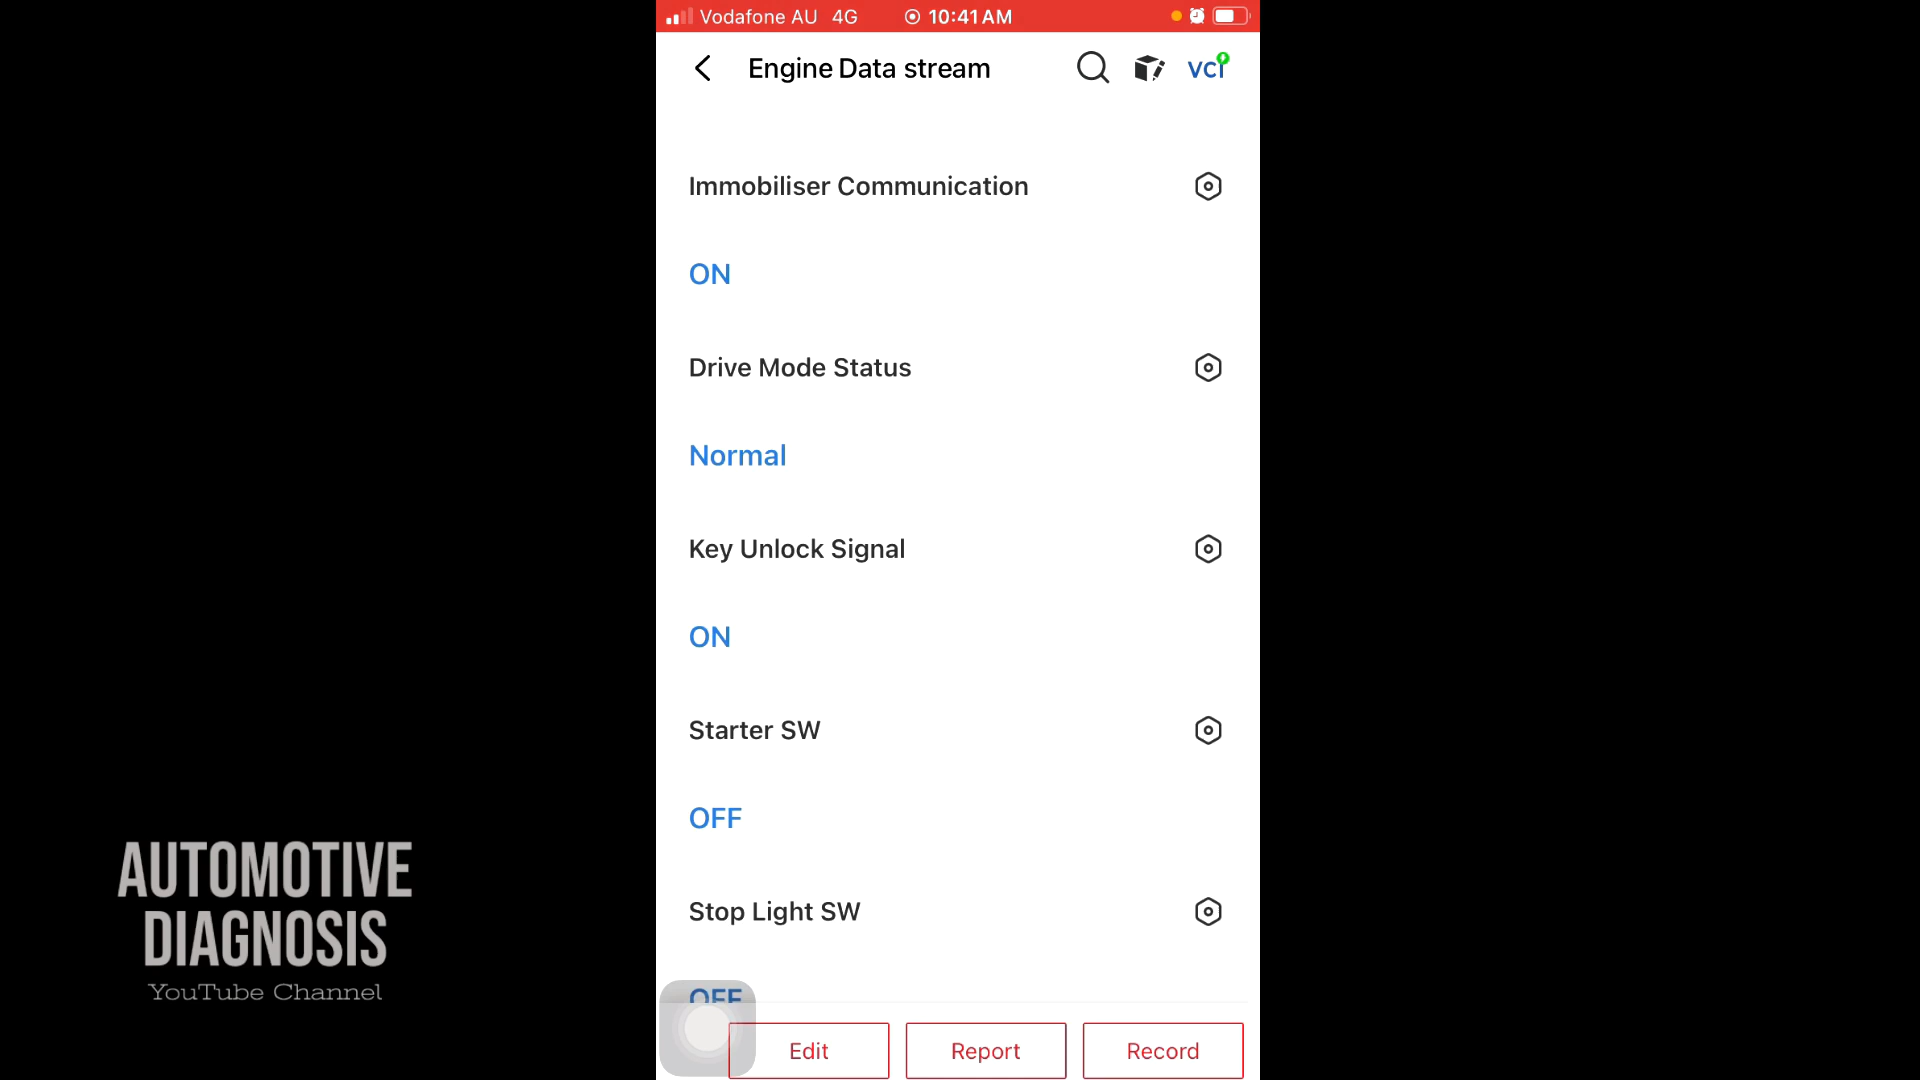 Vodafone AU 4G 10:41 AM
Engine Data stream
VCI
Immobiliser Communication
ON
Drive Mode Status
Normal
Key Unlock Signal
ON
Starter SW
OFF
Stop Light SW
OFF
Edit Report Record
AUTOMOTIVE
DIAGNOSIS
YouTube Channel